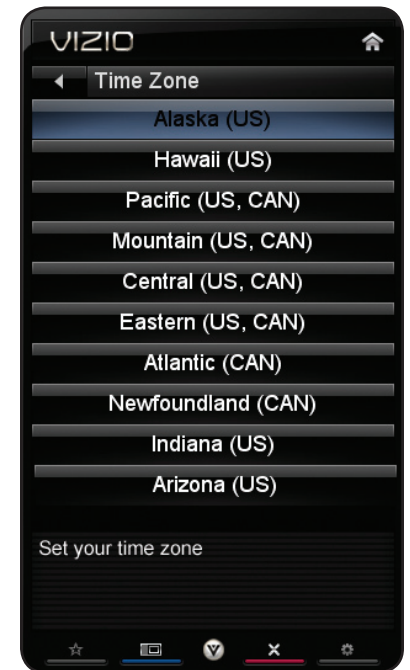 VIZIO
Time Zone
Alaska (US)
Hawaii (US)
Pacific (US, CAN)
Mountain (US, CAN)
Central (US, CAN)
Eastern (US, CAN)
Atlantic (CAN)
Newfoundland (CAN)
Indiana (US)
Arizona (US)
Set your time zone
V